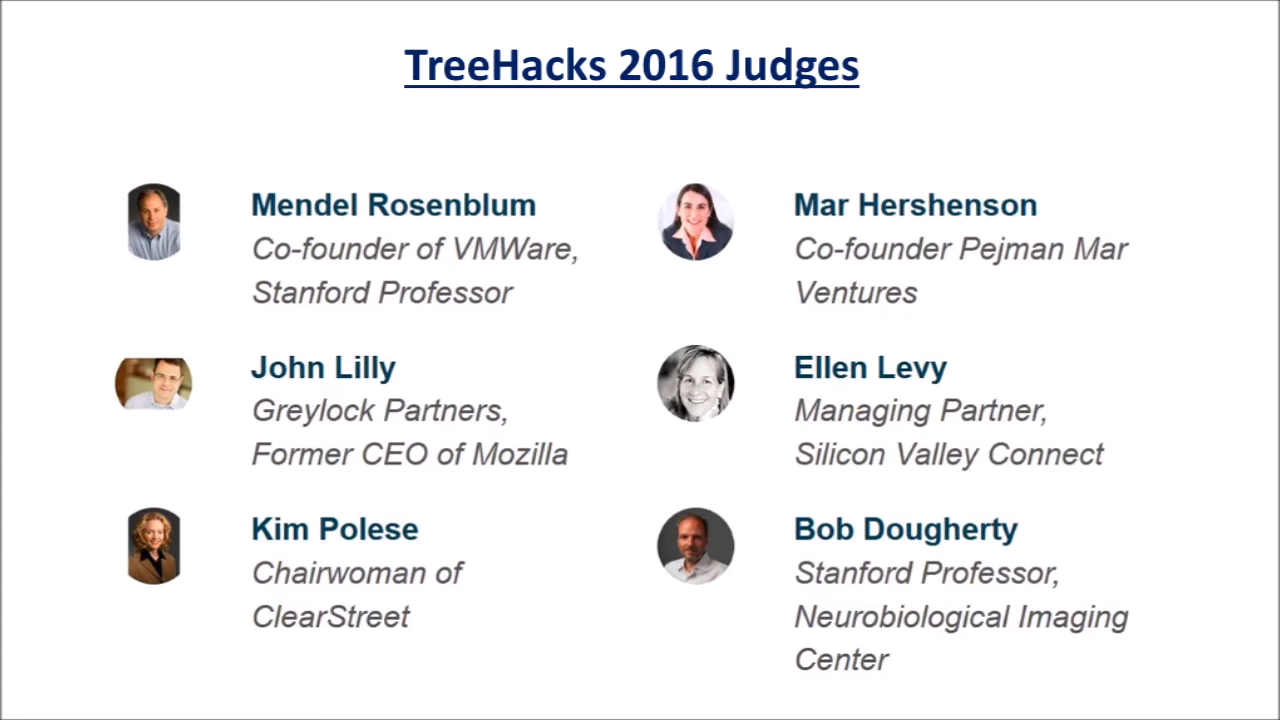 TreeHacks 2016 Judges
Mendel Rosenblum
Co-founder of VMWare,
Stanford Professor
Mar Hershenson
Co-founder Pejman Mar
Ventures
John Lilly
Greylock Partners,
Former CEO of Mozilla
Ellen Levy
Managing Partner,
Silicon Valley Connect
Kim Polese
Chairwoman of
ClearStreet
Bob Dougherty
Stanford Professor,
Neurobiological Imaging
Center